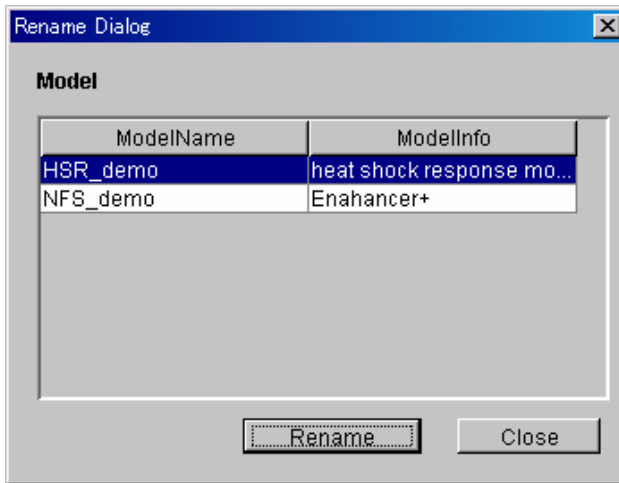 Rename Dialog
Model
ModelName ModelInfo
HSR_demo heat shock response mo...
NFS_demo Enahancer+
Rename Close